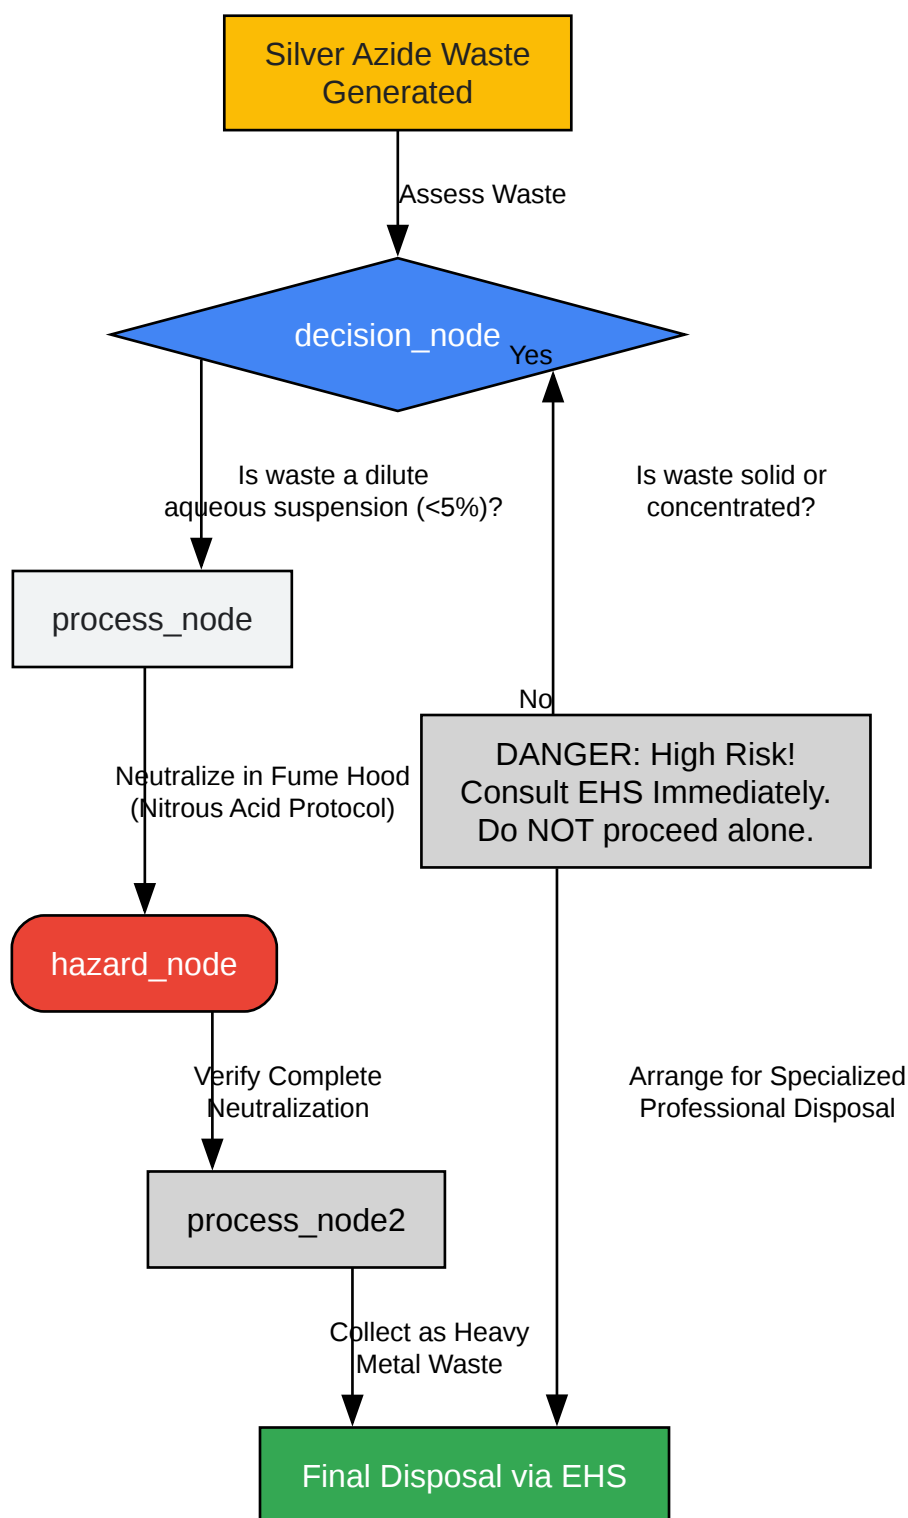 Silver Azide Waste
Generated
Assess Waste
decision_node
Yes
Is waste a dilute
aqueous suspension (<5%)?
Is waste solid or
concentrated?
process_node
No
DANGER: High Risk!
Consult EHS Immediately.
Do NOT proceed alone.
Neutralize in Fume Hood
(Nitrous Acid Protocol)
hazard_node
Verify Complete
Neutralization
Arrange for Specialized
Professional Disposal
process_node2
Collect as Heavy
Metal Waste
Final Disposal via EHS